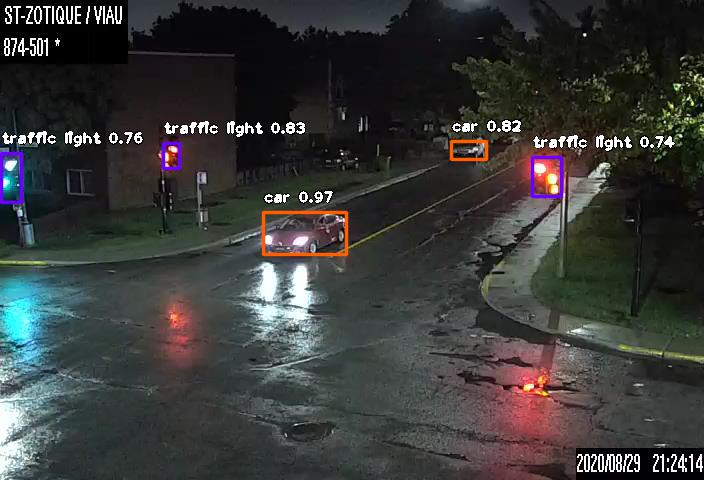 ST-ZOTIQUE / VIAU
874-501 *
traffic light 0.76
traffic light 0.83
car 0.82
traffic light 0.74
car 0.97
2020/08/29 21:24:14